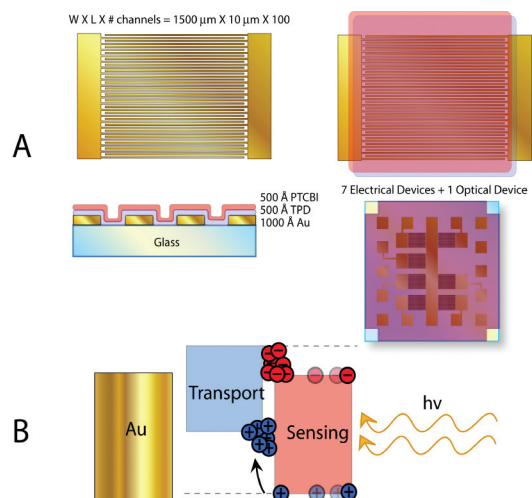 W X L X # channels = 1500 µm X 10 µm X 100
A
500 Å PTCBI
500 Å TPD
1000 Å Au
Glass
7 Electrical Devices + 1 Optical Device
B
Au
Transport
Sensing
hν